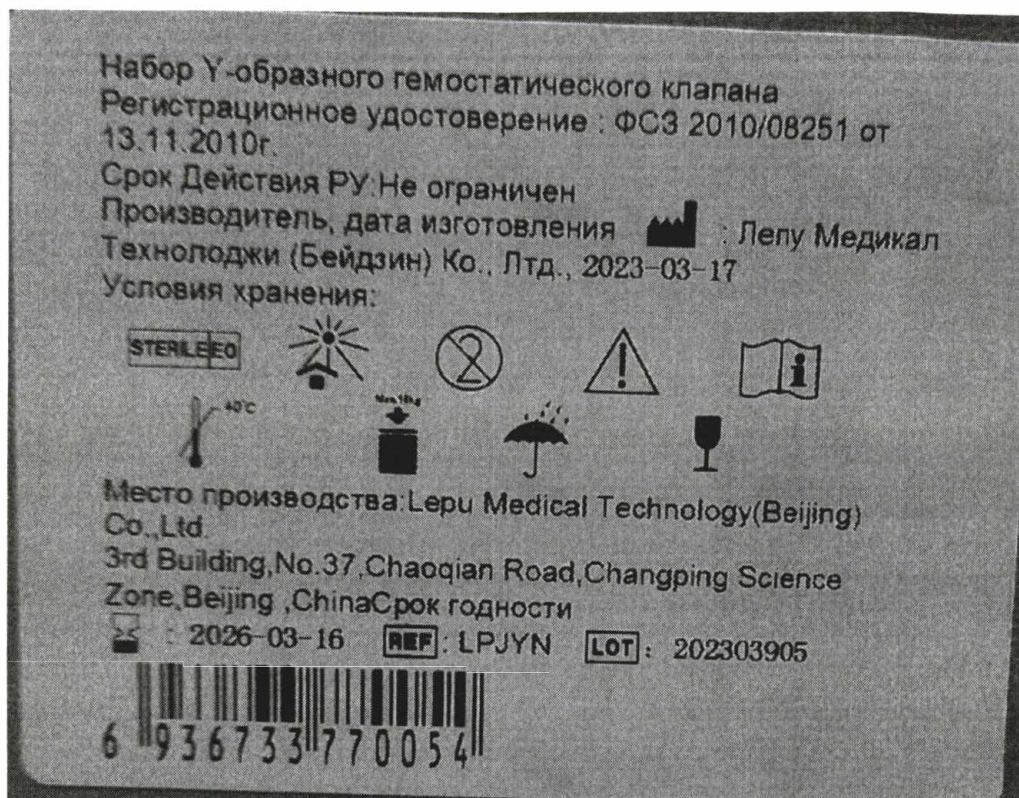 Набор Y-образного гемостатического клапана
Регистрационное удостоверение : ФСЗ 2010/08251 от
13.11.2010г.
Срок Действия РУ:Не ограничен
Производитель, дата изготовления : Лепу Медикал
Технолоджи (Бейдзин) Ко., Лтд., 2023-03-17
Условия хранения:
STERILE EO
2
i
40°C
Max 10kg
Место производства:Lepu Medical Technology(Beijing)
Co.,Ltd.
3rd Building,No.37,Chaoqian Road,Changping Science
Zone,Beijing ,ChinaСрок годности
: 2026-03-16 REF: LPJYN LOT: 202303905
6 936733 770054